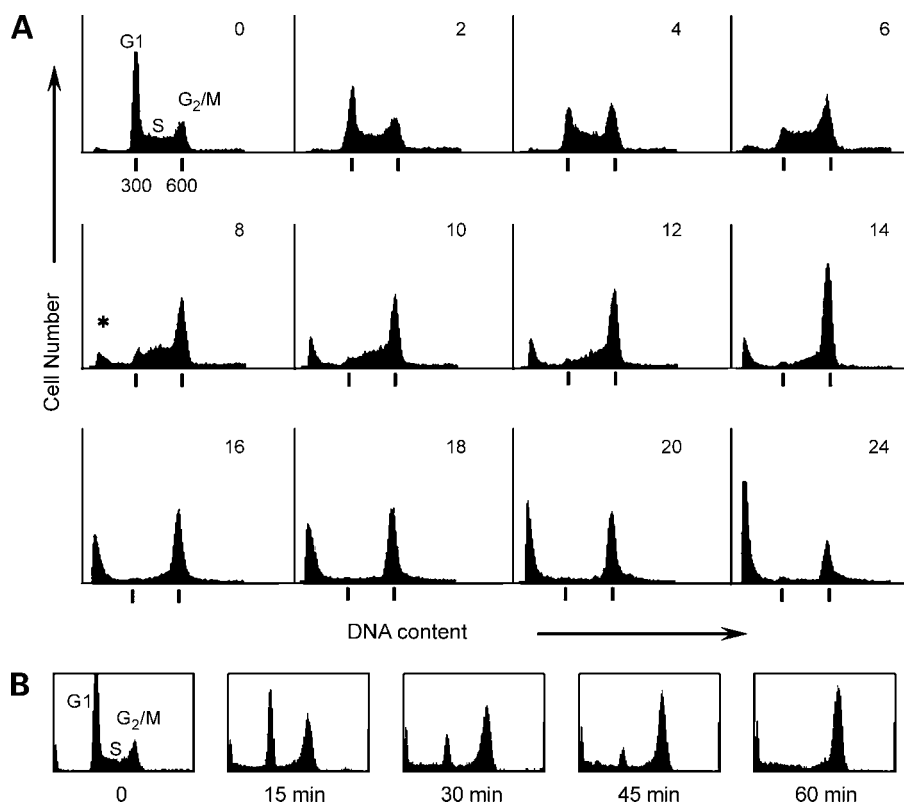 A
0
2
4
6
G1
S
G₂/M
300 600
8
10
12
14
*
Cell Number
16
18
20
24
DNA content
B
G1
S
G₂/M
0
15 min
30 min
45 min
60 min